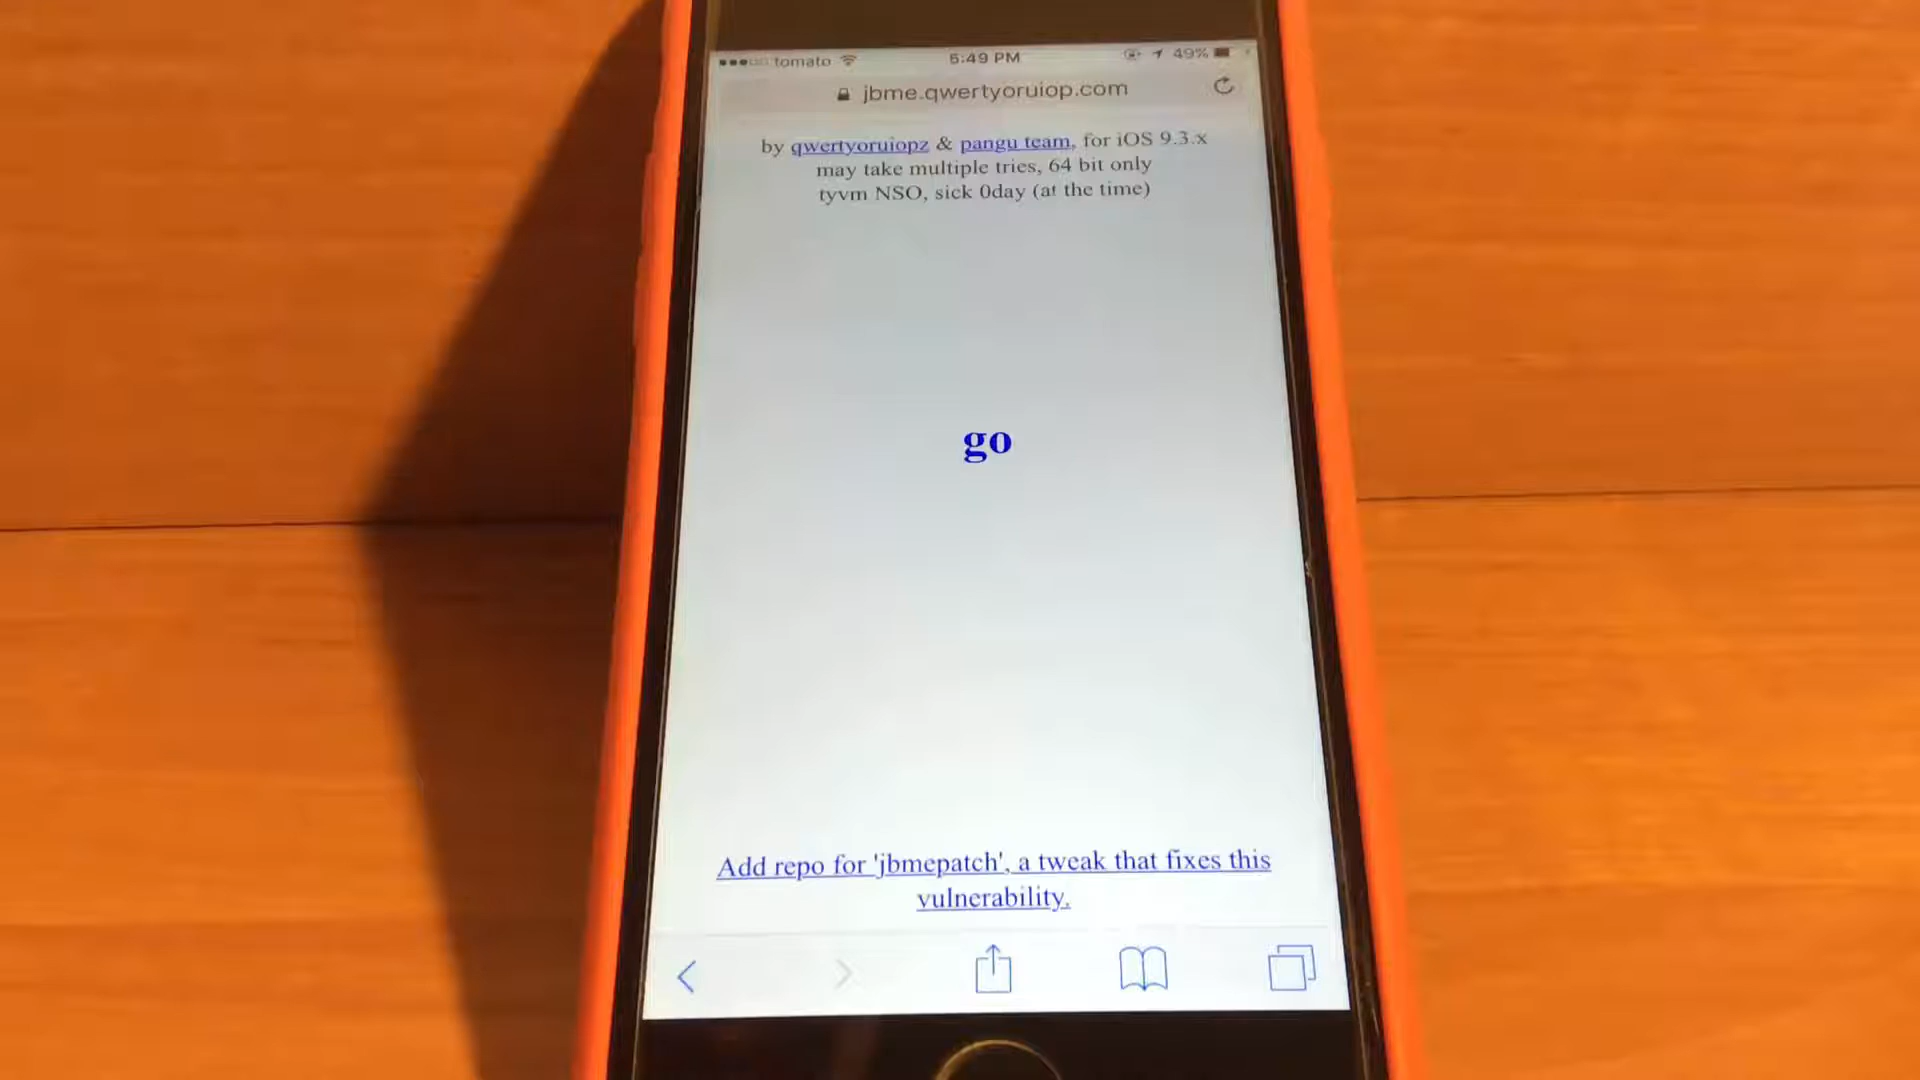 tomato 5:49 PM 49%
jbme.qwertyoruiop.com
by qwertyoruiopz & pangu team, for iOS 9.3.x
may take multiple tries, 64 bit only
tyvm NSO, sick 0day (at the time)
go
Add repo for 'jbmepatch', a tweak that fixes this
vulnerability.